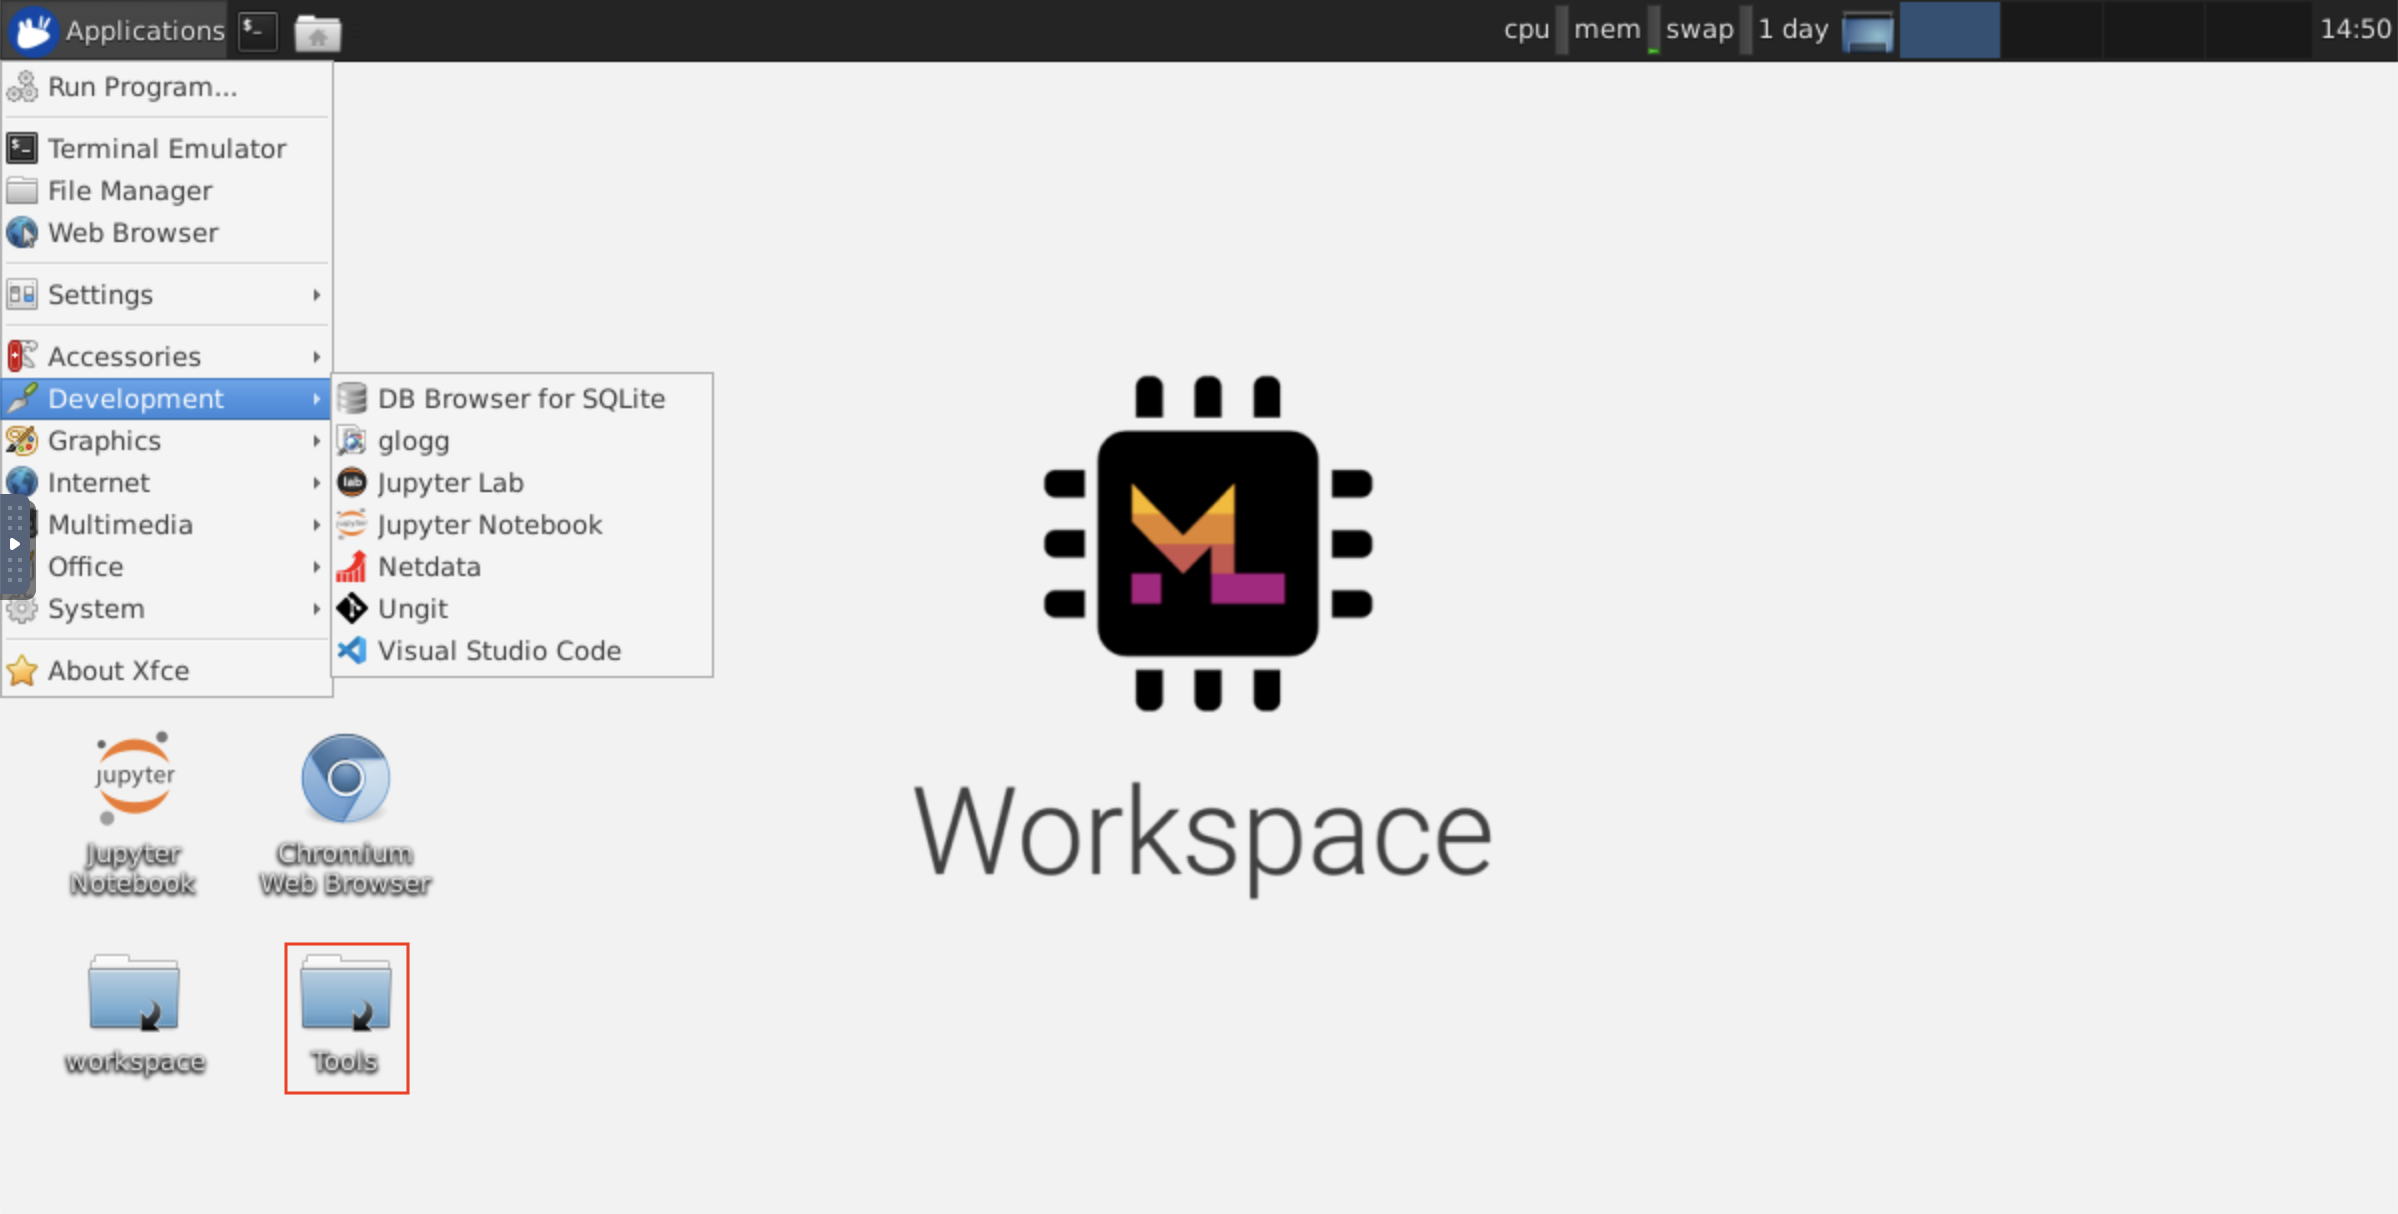 Applications
cpu mem swap 1 day 14:50
Run Program...
Terminal Emulator
File Manager
Web Browser
Settings
Accessories
Development
Graphics
Internet
Multimedia
Office
System
About Xfce
DB Browser for SQLite
glogg
Jupyter Lab
Jupyter Notebook
Netdata
Ungit
Visual Studio Code
ML
Workspace
jupyter
Jupyter
Notebook
Chromium
Web Browser
workspace
Tools